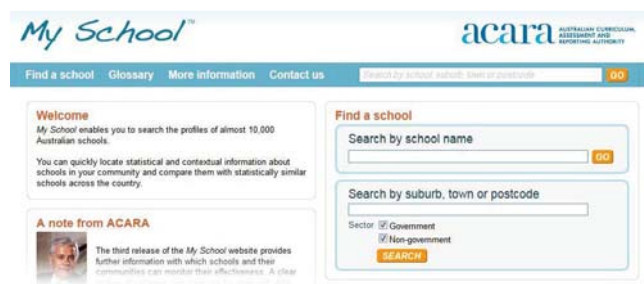 My School™
acara AUSTRALIAN CURRICULUM,
ASSESSMENT AND
REPORTING AUTHORITY
Find a school Glossary More information Contact us Search by school, suburb, town or postcode GO
Welcome
My School enables you to search the profiles of almost 10,000
Australian schools.
You can quickly locate statistical and contextual information about
schools in your community and compare them with statistically similar
schools across the country.
A note from ACARA
The third release of the My School website provides
further information with which schools and their
communities can monitor their effectiveness. A clear
Find a school
Search by school name
GO
Search by suburb, town or postcode
Sector Government
Non-government
SEARCH